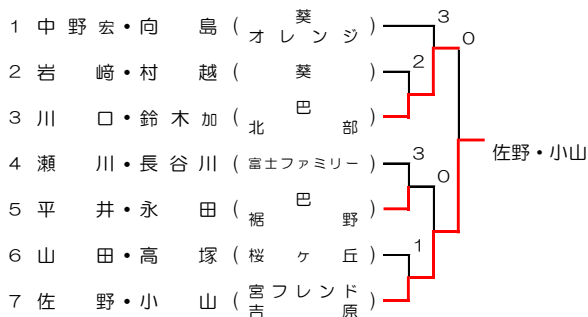 1 中野宏・向島 (葵 オレンジ) 3
0
2 岩﨑・村越 (葵) 2
3 川口・鈴木加 (巴 北部)
佐野・小山
4 瀬川・長谷川 (富士ファミリー) 3
0
5 平井・永田 (巴 裾野)
6 山田・高塚 (桜ヶ丘) 1
7 佐野・小山 (宮フレンド 吉原)